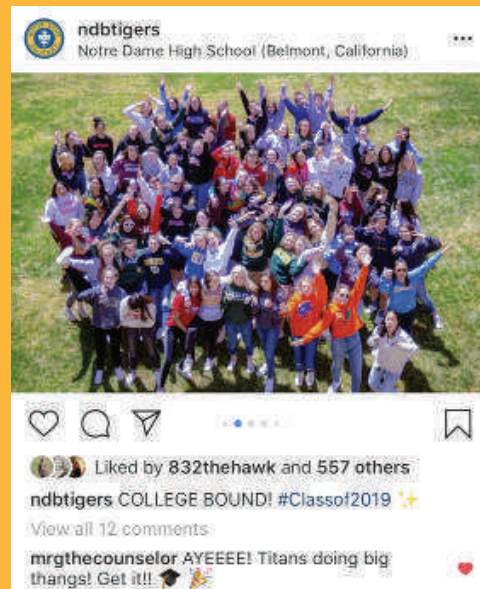 ndbtigers
Notre Dame High School (Belmont, California)
Liked by 832thehawk and 557 others
ndbtigers COLLEGE BOUND! #Classof2019 ✨
View all 12 comments
mrgthecounselor AYEEEE! Titans doing big
thangs! Get it!! 🎓 🎉